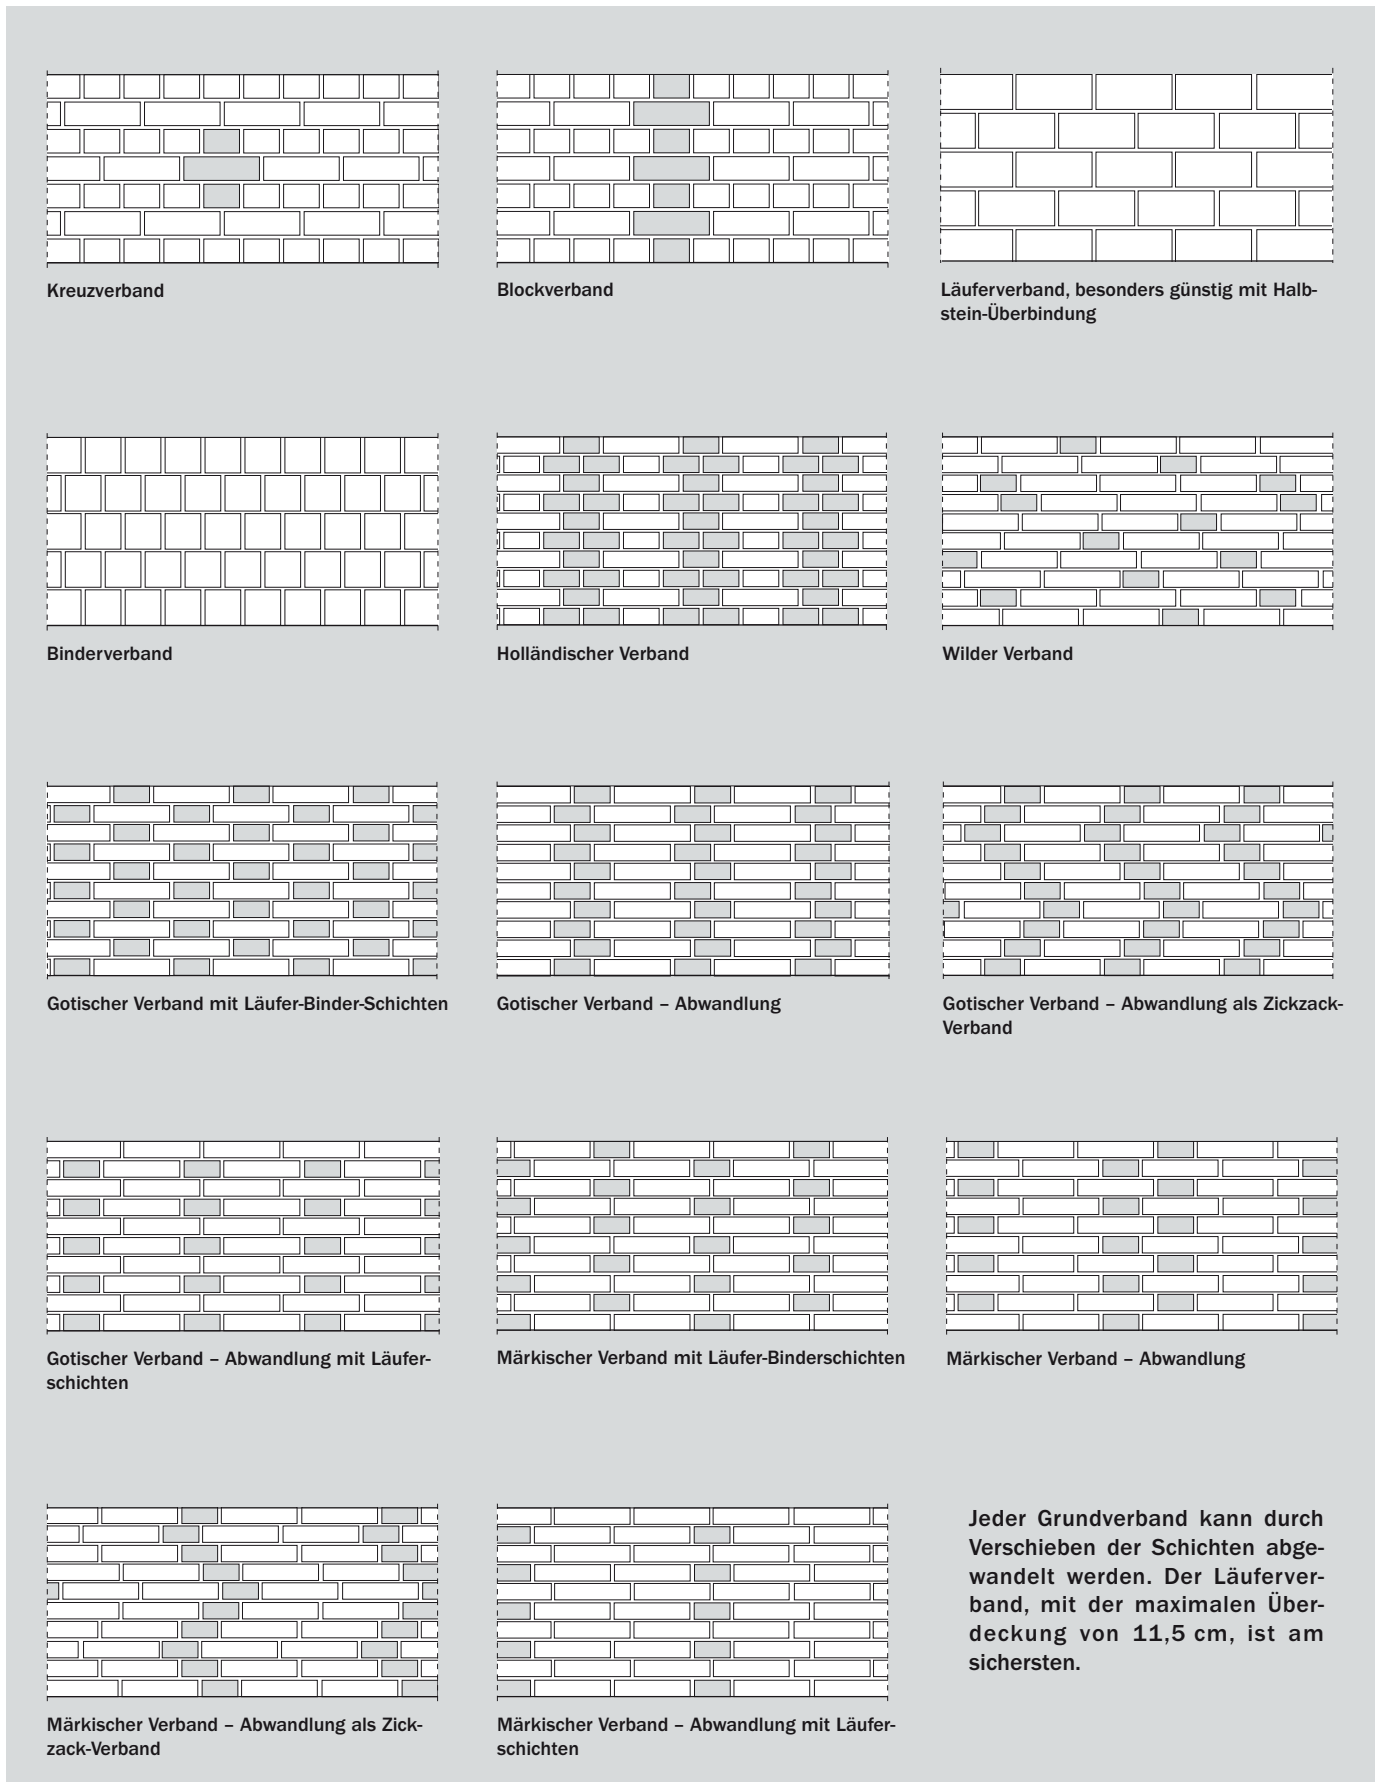 Kreuzverband
Blockverband
Läuferverband, besonders günstig mit Halb-
stein-Überbindung
Binderverband
Holländischer Verband
Wilder Verband
Gotischer Verband mit Läufer-Binder-Schichten
Gotischer Verband – Abwandlung
Gotischer Verband – Abwandlung als Zickzack-
Verband
Gotischer Verband – Abwandlung mit Läufer-
schichten
Märkischer Verband mit Läufer-Binderschichten
Märkischer Verband – Abwandlung
Märkischer Verband – Abwandlung als Zick-
zack-Verband
Märkischer Verband – Abwandlung mit Läufer-
schichten
Jeder Grundverband kann durch
Verschieben der Schichten abge-
wandelt werden. Der Läuferver-
band, mit der maximalen Über-
deckung von 11,5 cm, ist am
sichersten.